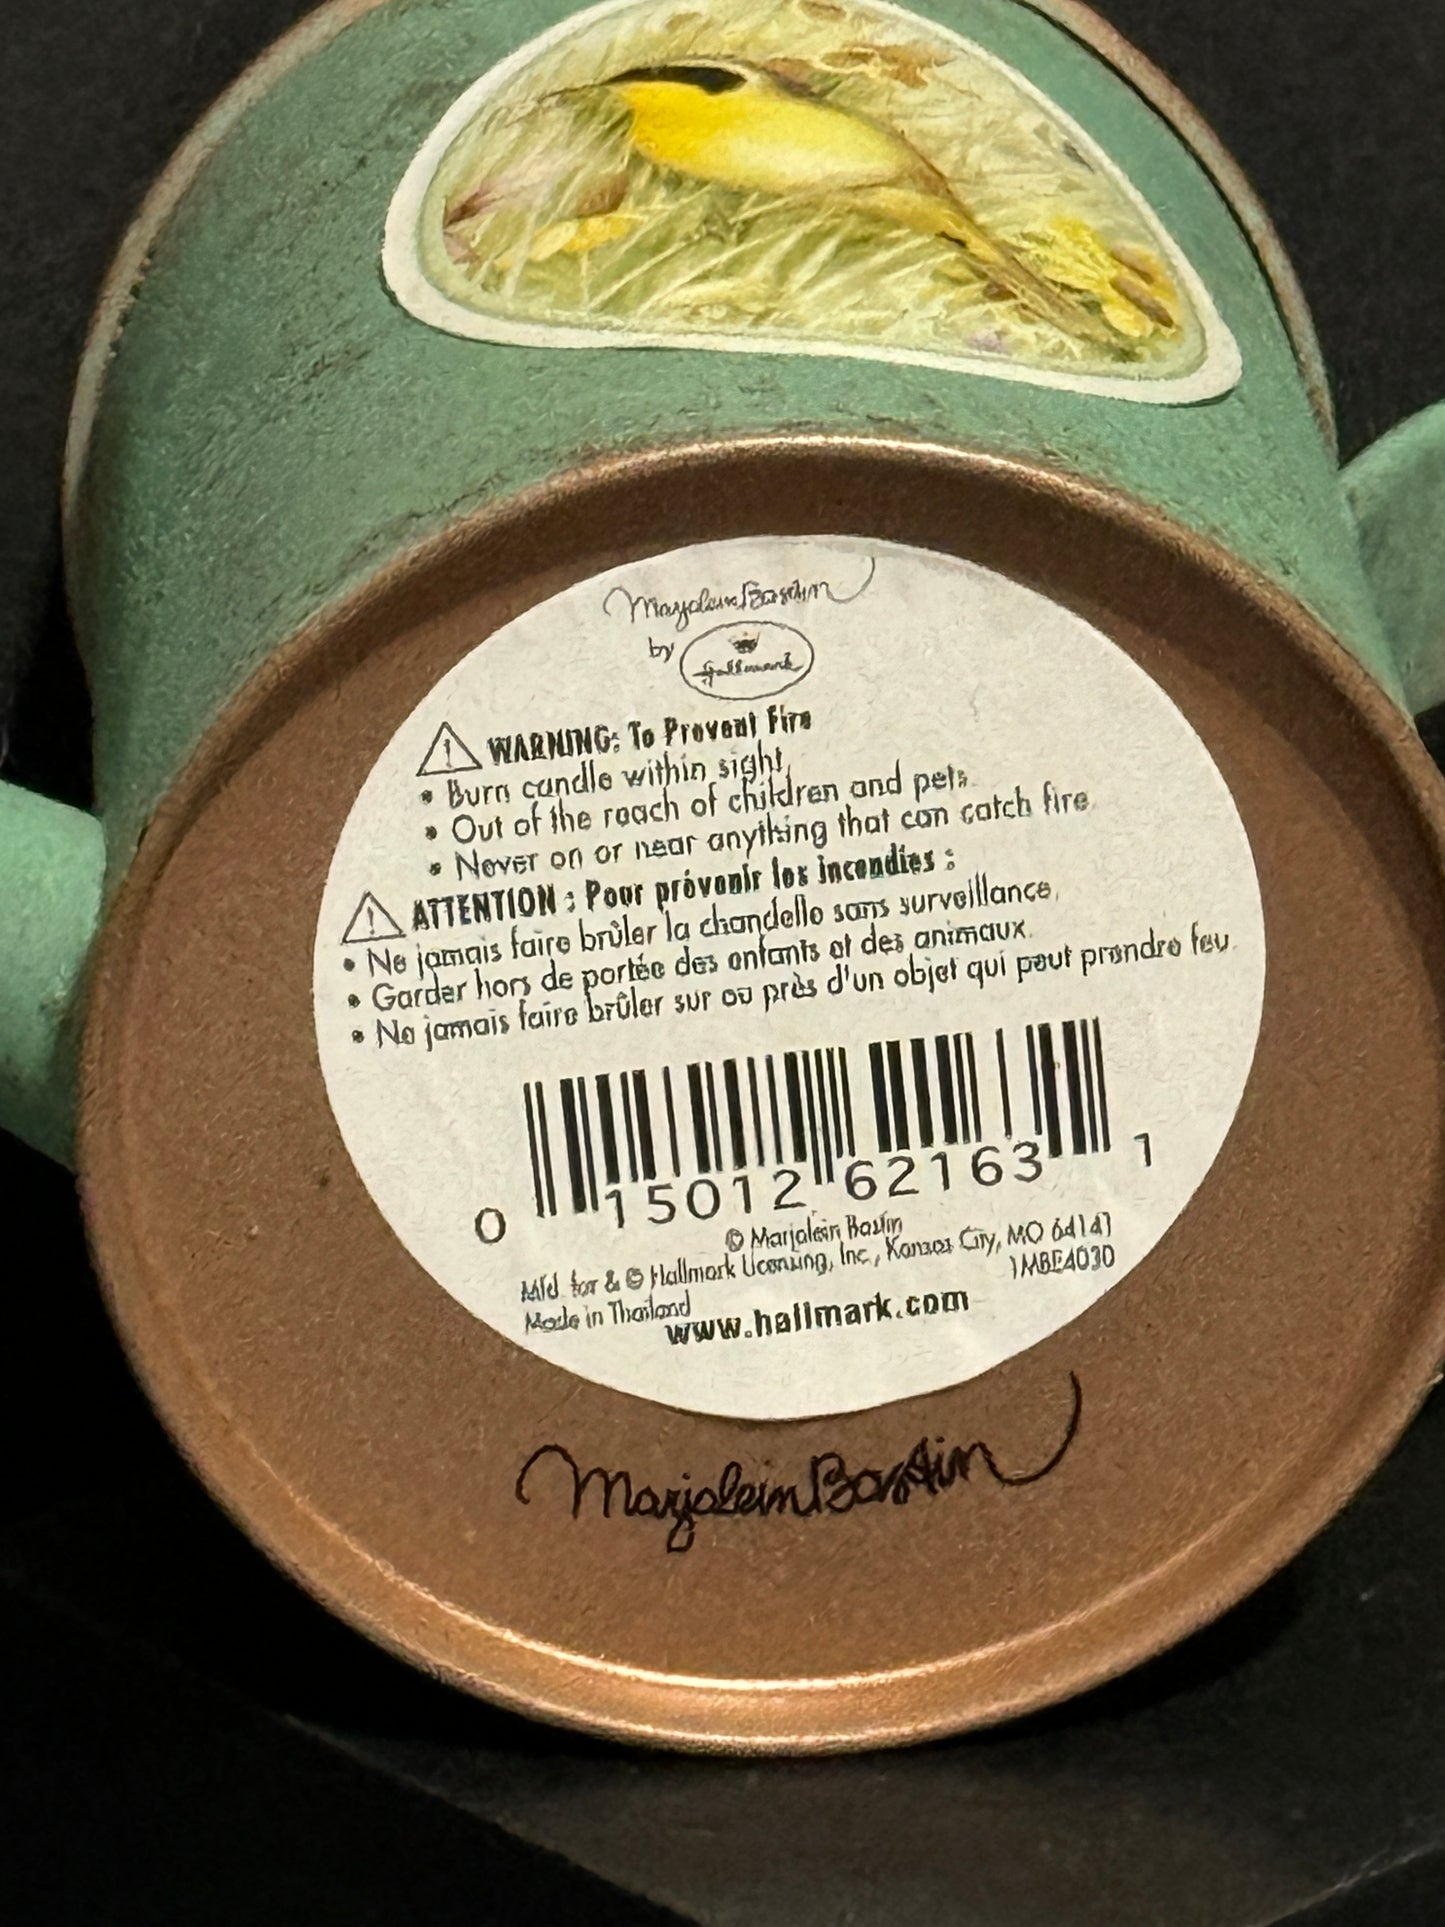 Marjolein Bastin
by Hallmark
WARNING: To Prevent Fire
• Burn candle within sight.
• Out of the reach of children and pets.
• Never on or near anything that can catch fire.
ATTENTION : Pour prévenir les incendies :
• Ne jamais faire brûler la chandelle sans surveillance.
• Garder hors de portée des enfants et des animaux.
• Ne jamais faire brûler sur ou près d'un objet qui peut prendre feu.
0 15012 62163 1
© Marjolein Bastin
Mfd. for & © Hallmark Licensing, Inc., Kansas City, MO 64141
Made in Thailand 1MBE4030
www.hallmark.com
Marjolein Bastin